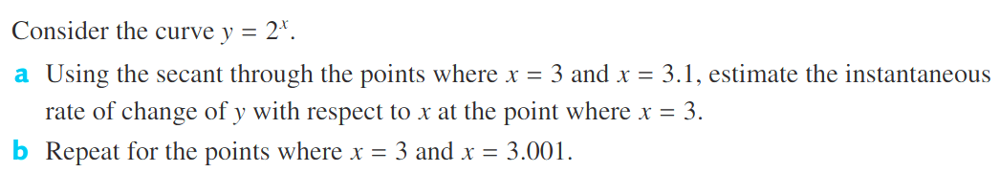 Consider the curve y = 2ˣ.
a Using the secant through the points where x = 3 and x = 3.1, estimate the instantaneous
rate of change of y with respect to x at the point where x = 3.
b Repeat for the points where x = 3 and x = 3.001.